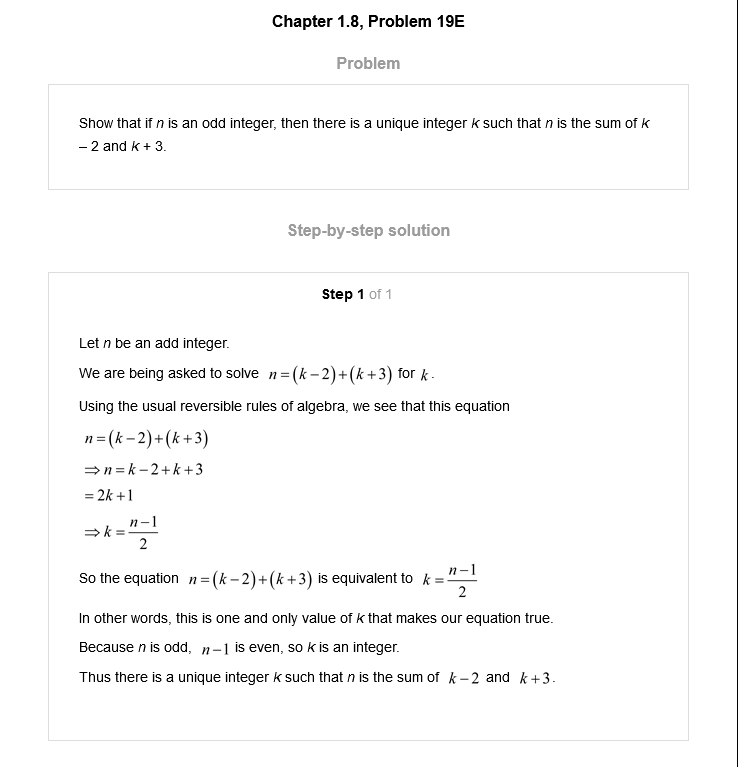 Chapter 1.8, Problem 19E
Problem
Show that if n is an odd integer, then there is a unique integer k such that n is the sum of k
– 2 and k + 3.
Step-by-step solution
Step 1 of 1
Let n be an add integer.
We are being asked to solve n=(k−2)+(k+3) for k.
Using the usual reversible rules of algebra, we see that this equation
n=(k−2)+(k+3)
⇒n=k−2+k+3
=2k+1
⇒k=\frac{n−1}{2}
So the equation n=(k−2)+(k+3) is equivalent to k=\frac{n−1}{2}
In other words, this is one and only value of k that makes our equation true.
Because n is odd, n−1 is even, so k is an integer.
Thus there is a unique integer k such that n is the sum of k−2 and k+3.